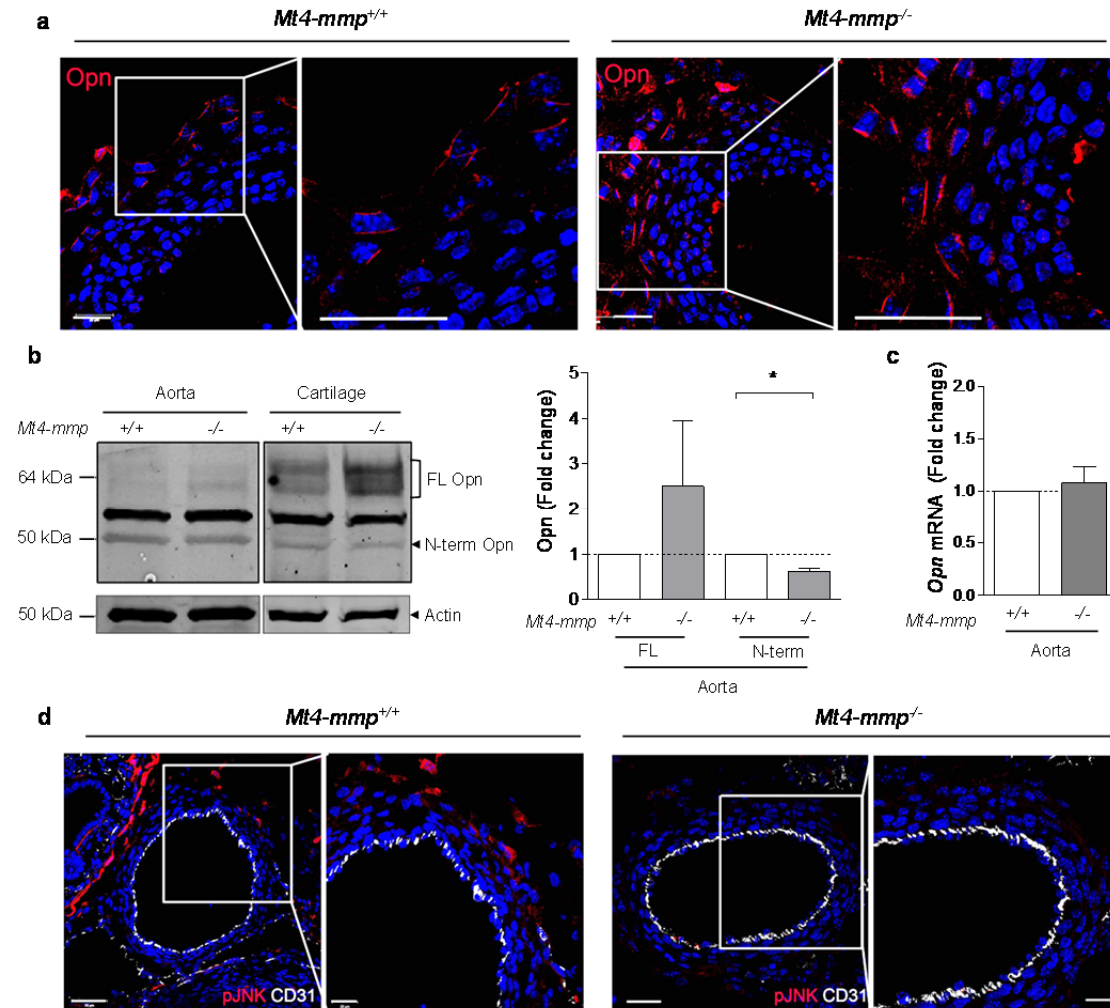 a
Mt4-mmp+/+
Mt4-mmp-/-
Opn
b
Aorta
Cartilage
Mt4-mmp +/+ -/- +/+ -/-
64 kDa
FL Opn
50 kDa
N-term Opn
50 kDa
Actin
Opn (Fold change)
5
4
3
2
1
0
*
Mt4-mmp +/+ -/- +/+ -/-
FL N-term
Aorta
c
Opn mRNA (Fold change)
2.0
1.5
1.0
0.5
0.0
Mt4-mmp +/+ -/-
Aorta
d
Mt4-mmp+/+
Mt4-mmp-/-
pJNK CD31
pJNK CD31